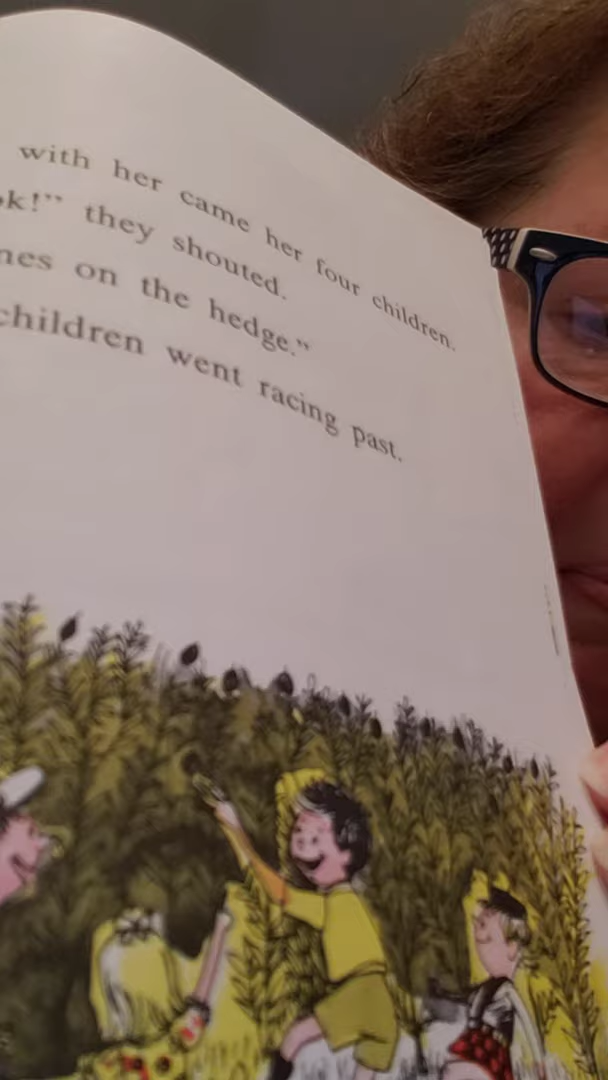 with her came her four children.
ok!” they shouted.
nes on the hedge.”
children went racing past.